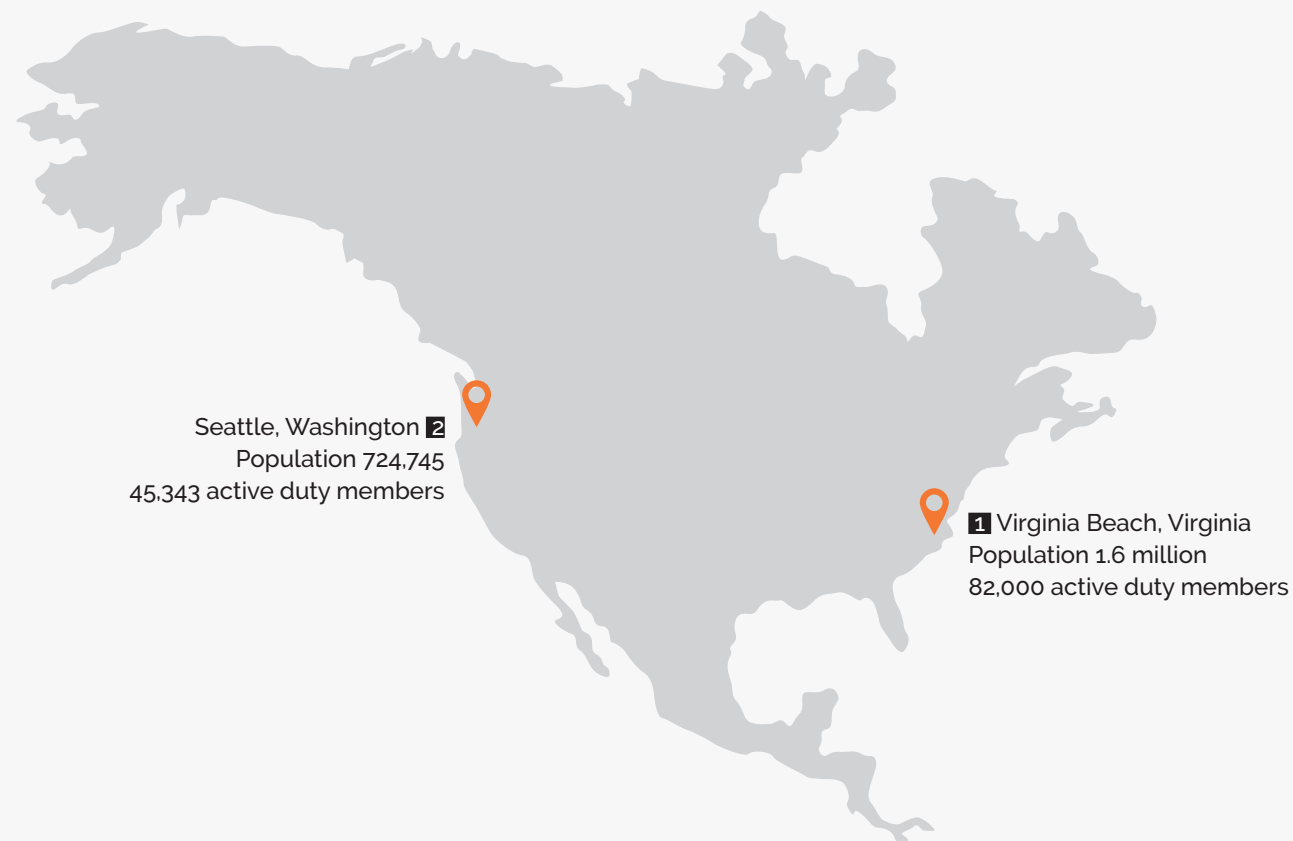 Seattle, Washington 2
Population 724,745
45,343 active duty members
1 Virginia Beach, Virginia
Population 1.6 million
82,000 active duty members